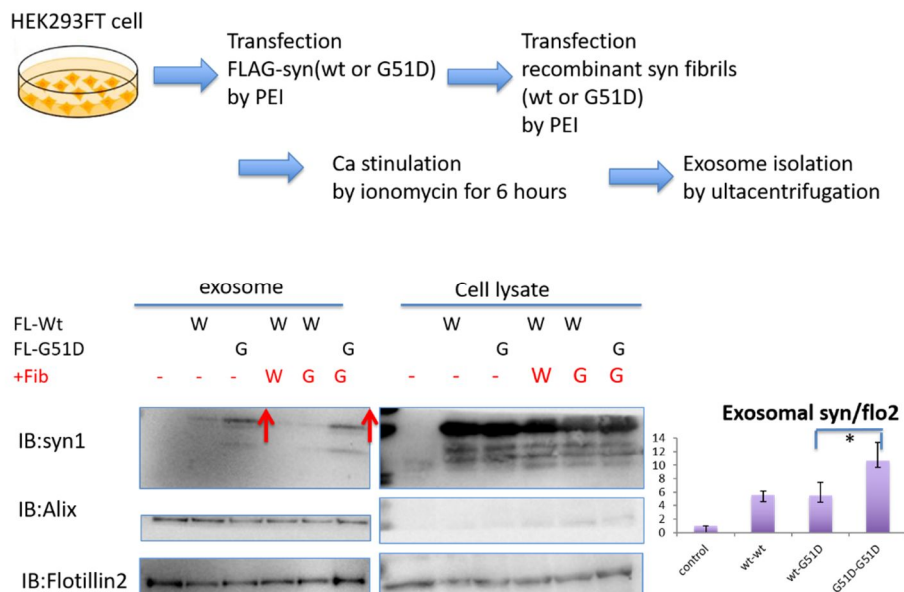 HEK293FT cell
Transfection
FLAG-syn(wt or G51D)
by PEI
Transfection
recombinant syn fibrils
(wt or G51D)
by PEI
Ca stinulation
by ionomycin for 6 hours
Exosome isolation
by ultacentrifugation
exosome
Cell lysate
FL-Wt W W W W W W
FL-G51D G G G G
+Fib - - - W G G - - - W G G
IB:syn1
IB:Alix
IB:Flotillin2
Exosomal syn/flo2
*
14
12
10
8
6
4
2
0
control
wt-wt
wt-G51D
G51D-G51D